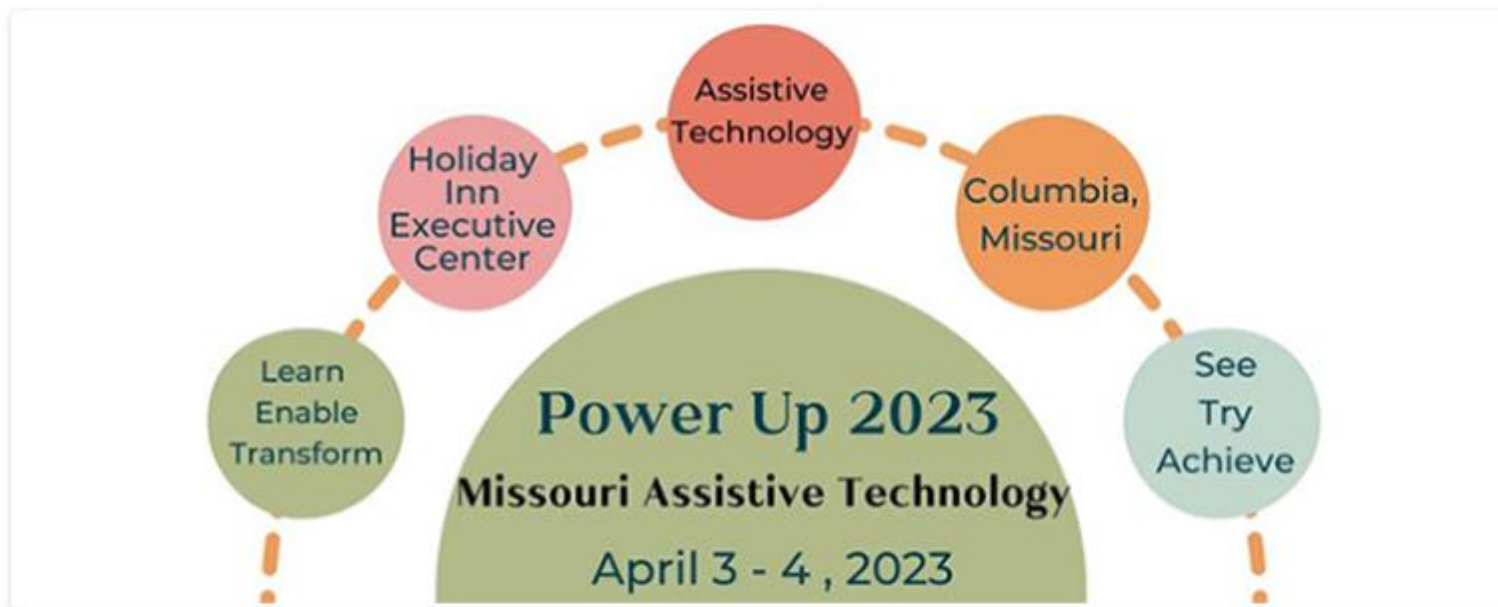 Assistive
Technology
Holiday
Inn
Executive
Center
Columbia,
Missouri
Learn
Enable
Transform
See
Try
Achieve
Power Up 2023
Missouri Assistive Technology
April 3 - 4 , 2023